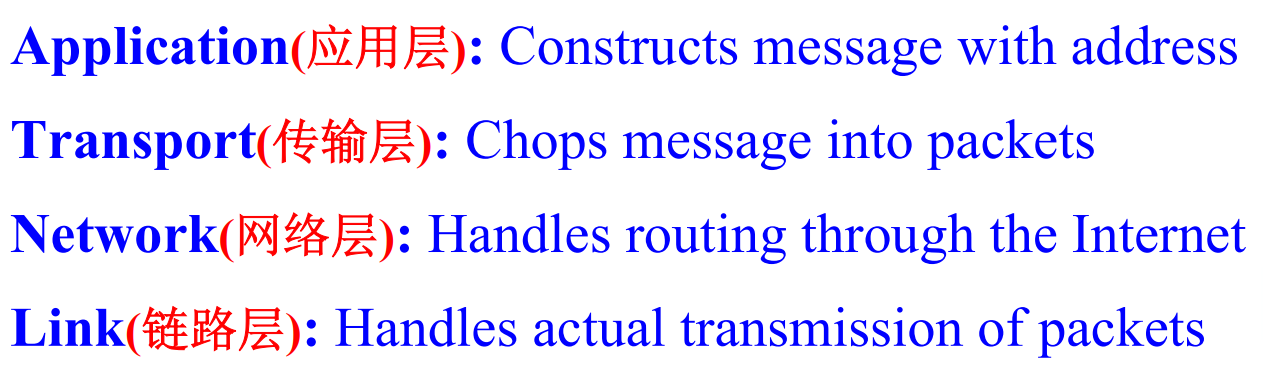 Application(应用层): Constructs message with address
Transport(传输层): Chops message into packets
Network(网络层): Handles routing through the Internet
Link(链路层): Handles actual transmission of packets